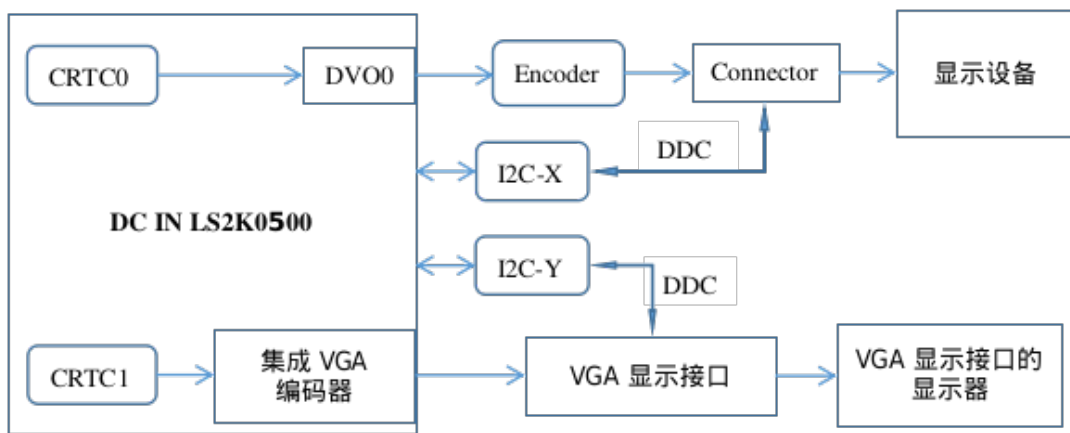 CRTC0
DVO0
Encoder
Connector
显示设备
DDC
I2C-X
DC IN LS2K0500
I2C-Y
DDC
CRTC1
集成 VGA
编码器
VGA 显示接口
VGA 显示接口的
显示器